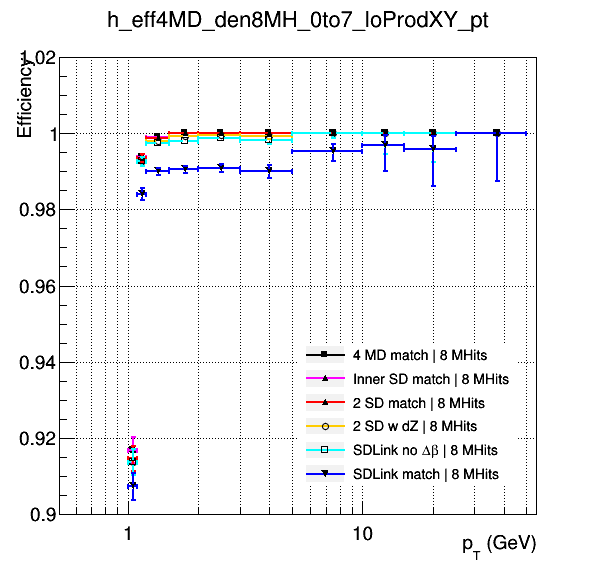 h_eff4MD_den8MH_0to7_loProdXY_pt
Efficiency
1.02
1
0.98
0.96
0.94
0.92
0.9
4 MD match | 8 MHits
Inner SD match | 8 MHits
2 SD match | 8 MHits
2 SD w dZ | 8 MHits
SDLink no Δβ | 8 MHits
SDLink match | 8 MHits
1
10
p_T (GeV)